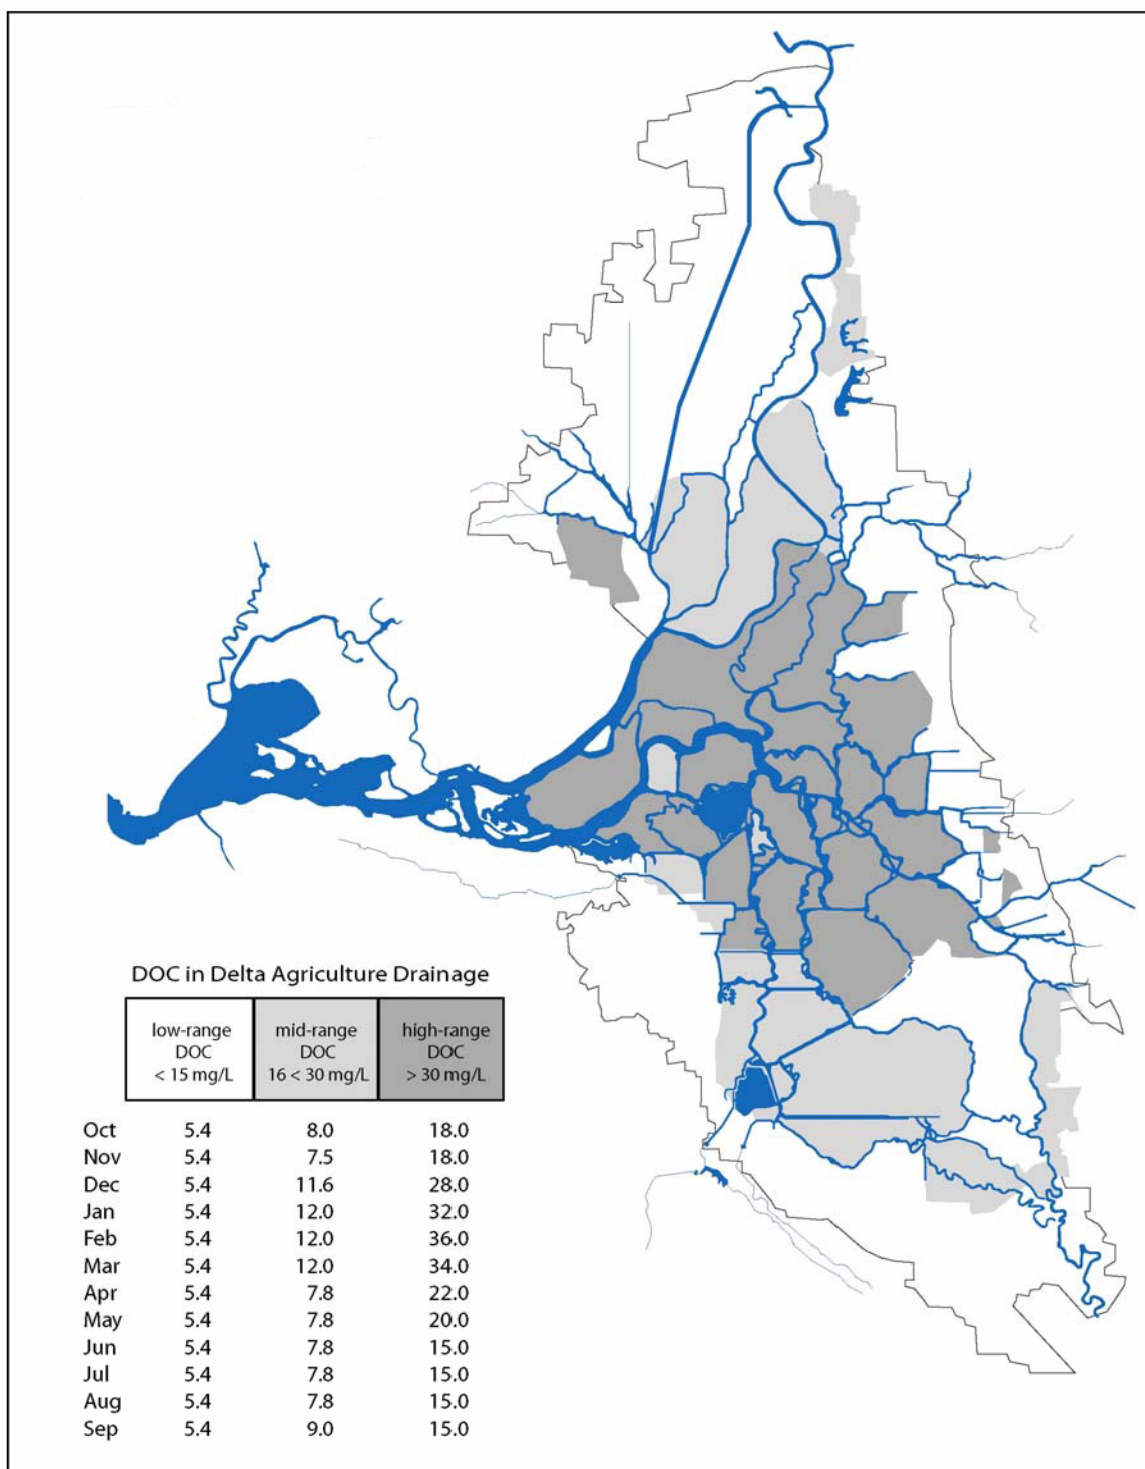 DOC in Delta Agriculture Drainage
low-range
DOC
< 15 mg/L
mid-range
DOC
16 < 30 mg/L
high-range
DOC
> 30 mg/L
Oct 5.4 8.0 18.0
Nov 5.4 7.5 18.0
Dec 5.4 11.6 28.0
Jan 5.4 12.0 32.0
Feb 5.4 12.0 36.0
Mar 5.4 12.0 34.0
Apr 5.4 7.8 22.0
May 5.4 7.8 20.0
Jun 5.4 7.8 15.0
Jul 5.4 7.8 15.0
Aug 5.4 7.8 15.0
Sep 5.4 9.0 15.0